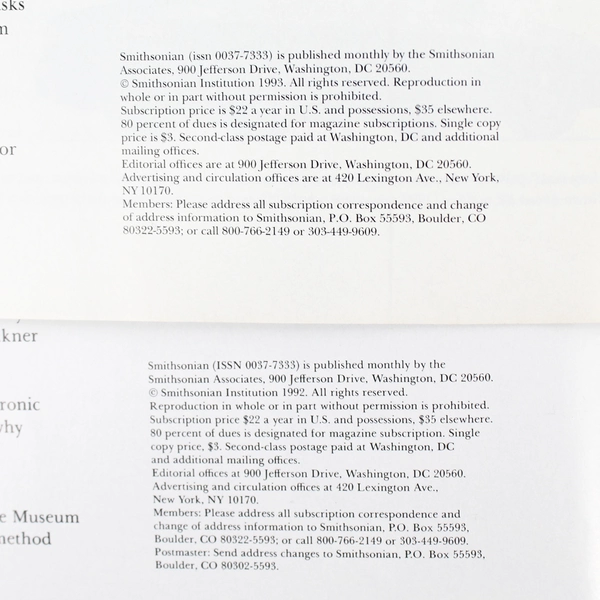 or
Smithsonian (issn 0037-7333) is published monthly by the Smithsonian
Associates, 900 Jefferson Drive, Washington, DC 20560.
© Smithsonian Institution 1993. All rights reserved. Reproduction in
whole or in part without permission is prohibited.
Subscription price is $22 a year in U.S. and possessions, $35 elsewhere.
80 percent of dues is designated for magazine subscriptions. Single copy
price is $3. Second-class postage paid at Washington, DC and additional
mailing offices.
Editorial offices are at 900 Jefferson Drive, Washington, DC 20560.
Advertising and circulation offices are at 420 Lexington Ave., New York,
NY 10170.
Members: Please address all subscription correspondence and change
of address information to Smithsonian, P.O. Box 55593, Boulder, CO
80322-5593; or call 800-766-2149 or 303-449-9609.
kner
ronic
hy
e Museum
nethod
Smithsonian (ISSN 0037-7333) is published monthly by the
Smithsonian Associates, 900 Jefferson Drive, Washington, DC 20560.
© Smithsonian Institution 1992. All rights reserved.
Reproduction in whole or in part without permission is prohibited.
Subscription price $22 a year in U.S. and possessions, $35 elsewhere.
80 percent of dues is designated for magazine subscription. Single
copy price, $3. Second-class postage paid at Washington, DC
and additional mailing offices.
Editorial offices at 900 Jefferson Drive, Washington, DC 20560.
Advertising and circulation offices at 420 Lexington Ave.,
New York, NY 10170.
Members: Please address all subscription correspondence and
change of address information to Smithsonian, P.O. Box 55593,
Boulder, CO 80322-5593; or call 800-766-2149 or 303-449-9609.
Postmaster: Send address changes to Smithsonian, P.O. Box 55593,
Boulder, CO 80302-5593.